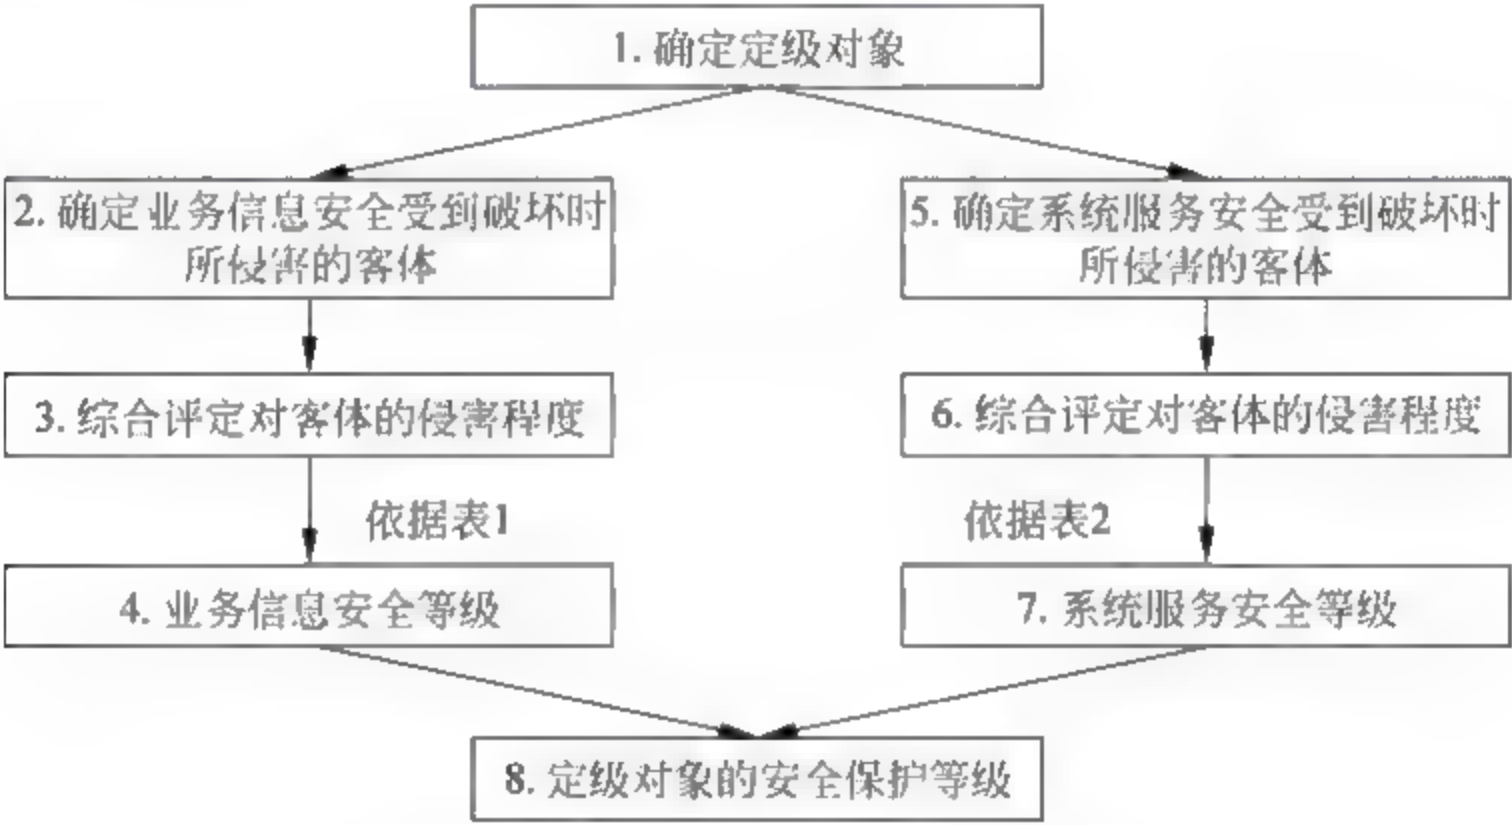 1. 确定定级对象
2. 确定业务信息安全受到破坏时
所侵害的客体
5. 确定系统服务安全受到破坏时
所侵害的客体
3. 综合评定对客体的侵害程度
6. 综合评定对客体的侵害程度
依据表1
依据表2
4. 业务信息安全等级
7. 系统服务安全等级
8. 定级对象的安全保护等级